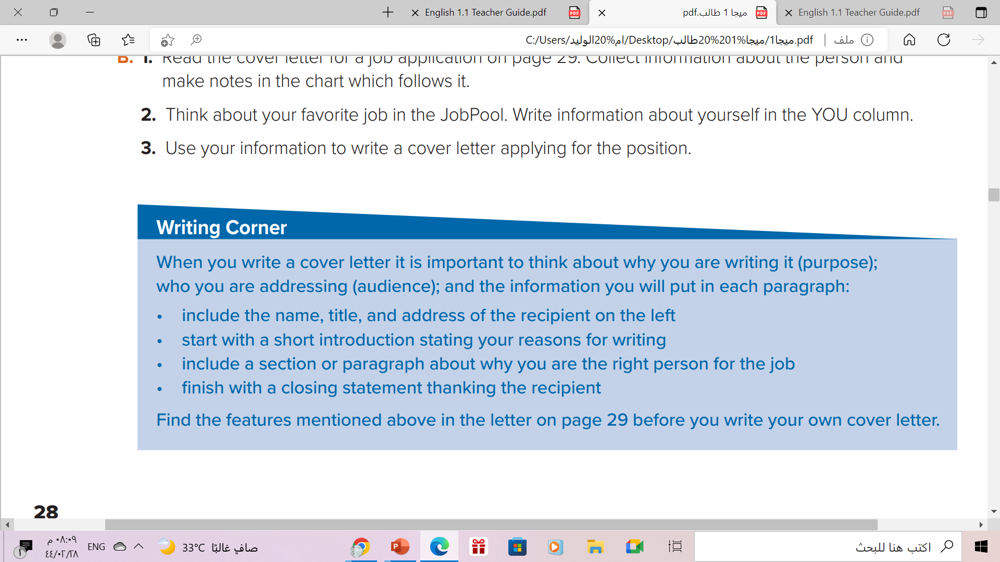 English 1.1 Teacher Guide.pdf
ميجا 1 طالب.pdf
English 1.1 Teacher Guide.pdf
C:/Users/ام%20الوليد/Desktop/ميجا1/ميجا%201%20طالب.pdf
ملف
B. 1. Read the cover letter for a job application on page 29. Collect information about the person and
make notes in the chart which follows it.
2. Think about your favorite job in the JobPool. Write information about yourself in the YOU column.
3. Use your information to write a cover letter applying for the position.
Writing Corner
When you write a cover letter it is important to think about why you are writing it (purpose);
who you are addressing (audience); and the information you will put in each paragraph:
• include the name, title, and address of the recipient on the left
• start with a short introduction stating your reasons for writing
• include a section or paragraph about why you are the right person for the job
• finish with a closing statement thanking the recipient
Find the features mentioned above in the letter on page 29 before you write your own cover letter.
28
٠٨:٠٩ م
٤٤/٠٢/٢٨
ENG
33°C صافٍ غالبًا
اكتب هنا للبحث